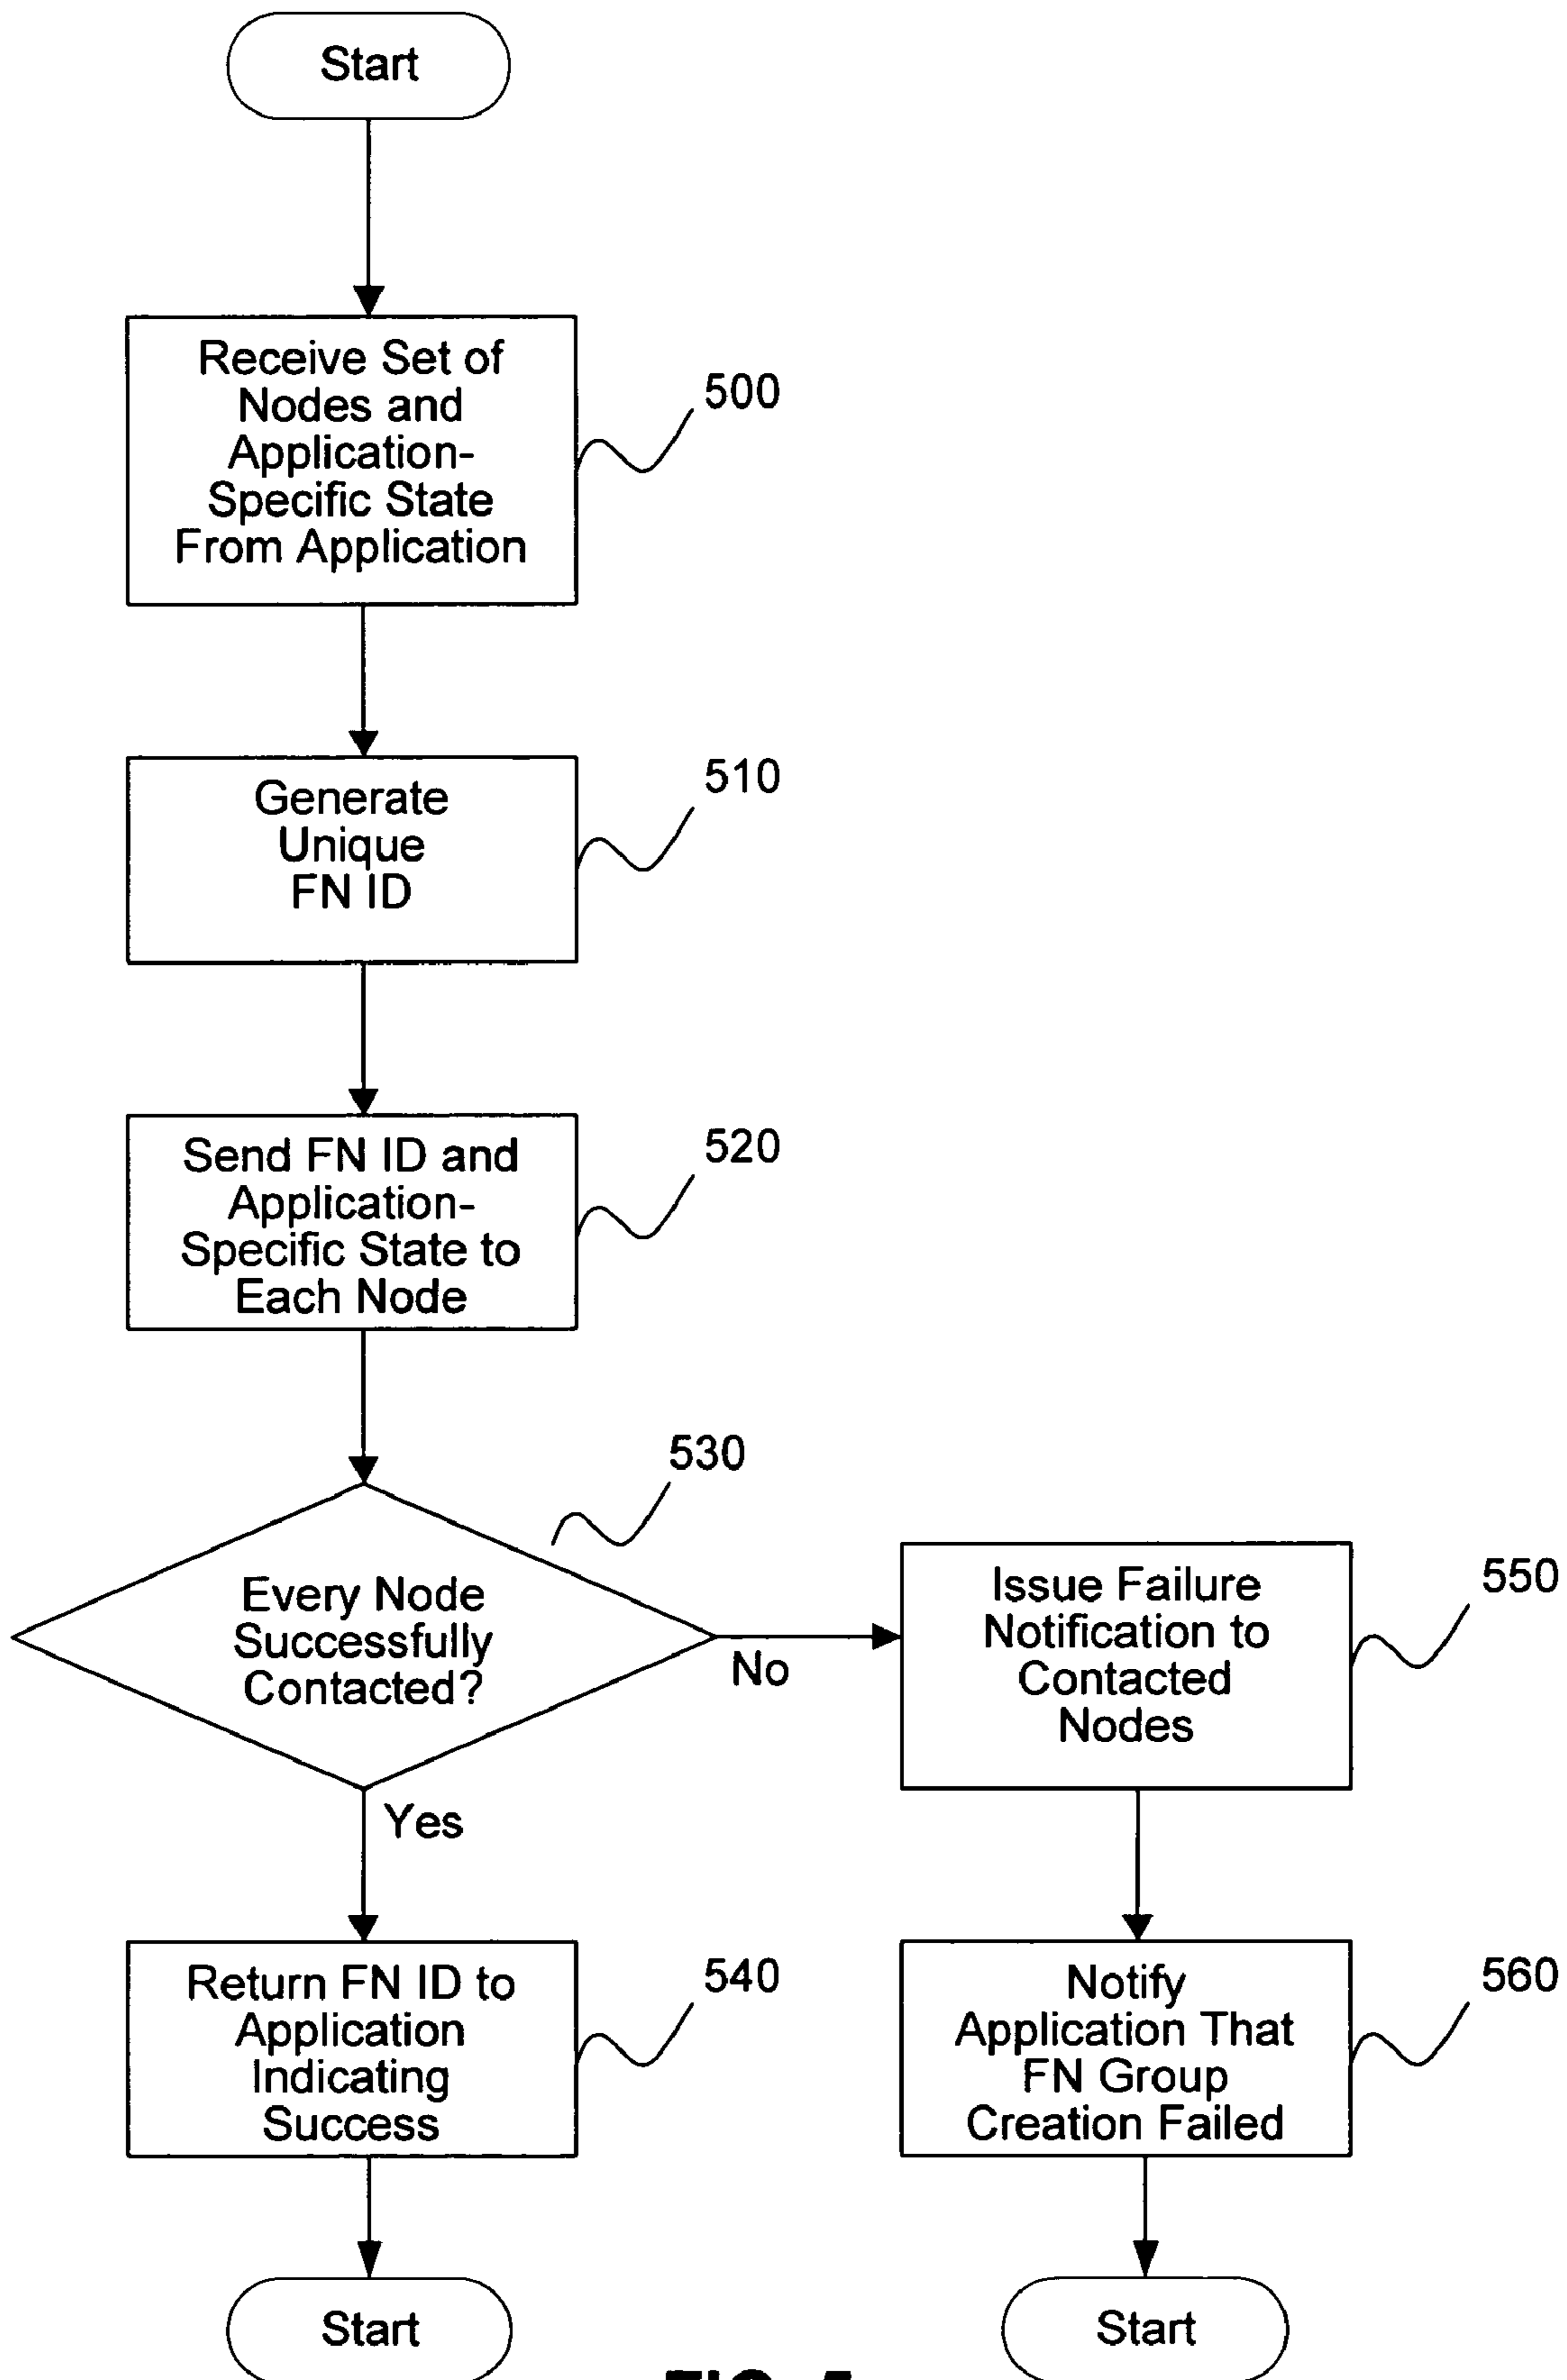 Start
Receive Set of
Nodes and
Application-
Specific State
From Application
500
Generate
Unique
FN ID
510
Send FN ID and
Application-
Specific State to
Each Node
520
530
Every Node
Successfully
Contacted?
No
Yes
Issue Failure
Notification to
Contacted
Nodes
550
Return FN ID to
Application
Indicating
Success
540
Notify
Application That
FN Group
Creation Failed
560
Start
Start